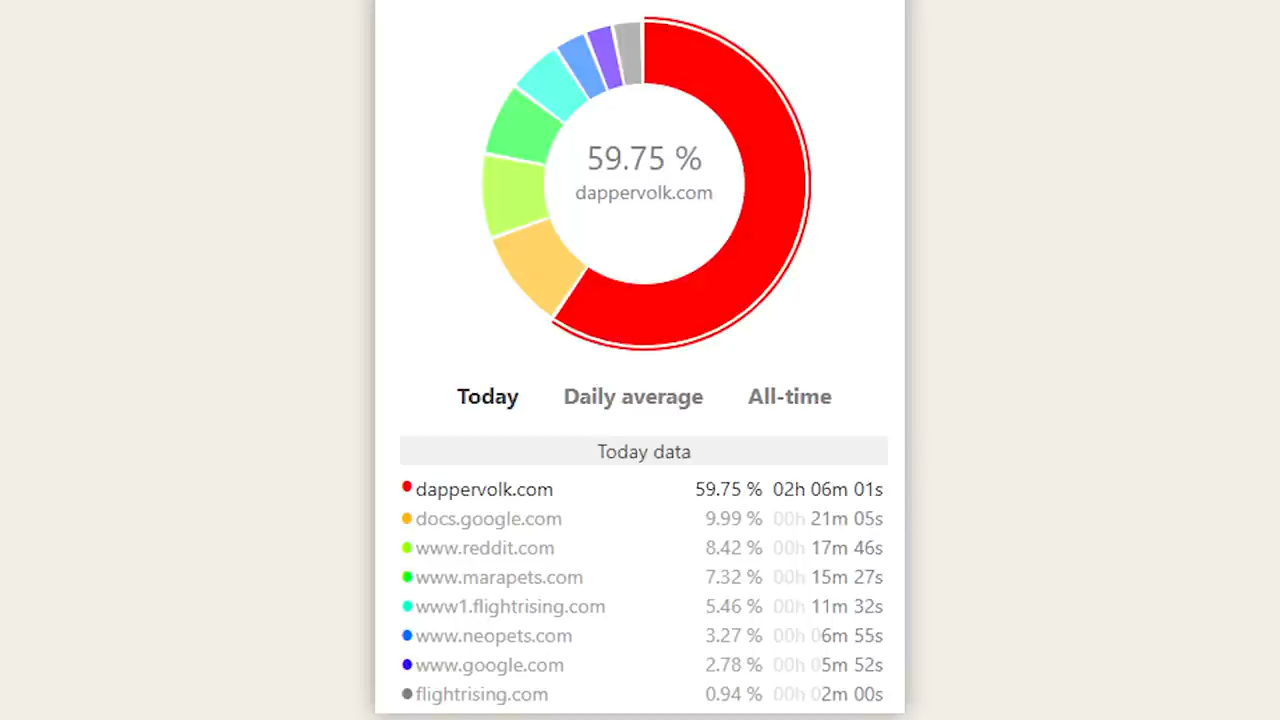 59.75 %
dappervolk.com
Today Daily average All-time
Today data
dappervolk.com 59.75 % 02h 06m 01s
docs.google.com 9.99 % 00h 21m 05s
www.reddit.com 8.42 % 00h 17m 46s
www.marapets.com 7.32 % 00h 15m 27s
www1.flightrising.com 5.46 % 00h 11m 32s
www.neopets.com 3.27 % 00h 06m 55s
www.google.com 2.78 % 00h 05m 52s
flightrising.com 0.94 % 00h 02m 00s